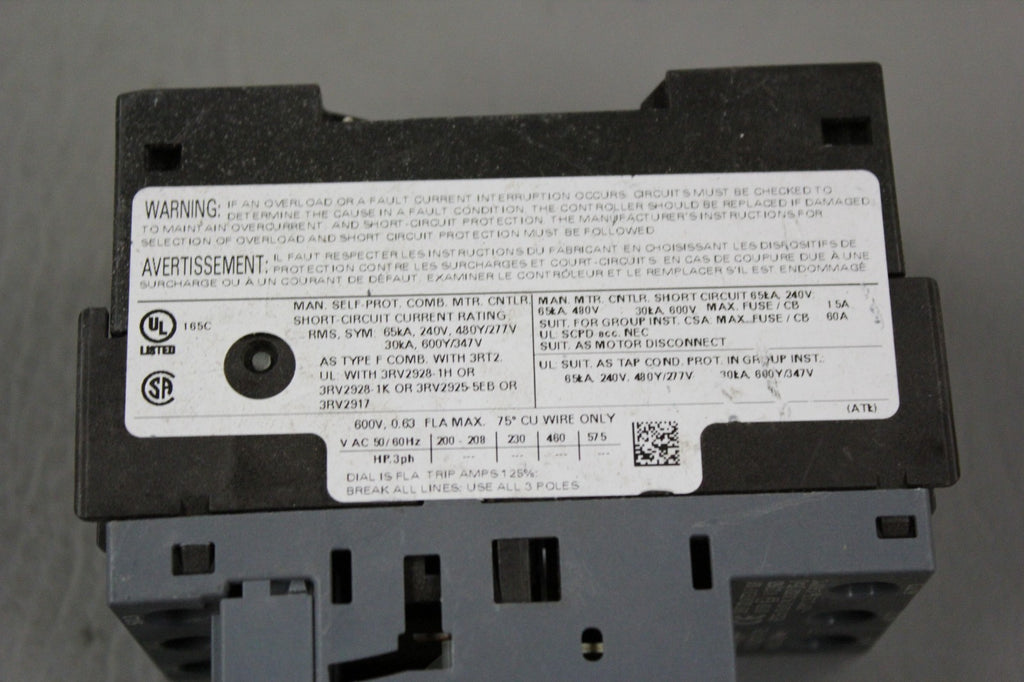 WARNING: IF AN OVERLOAD OR A FAULT CURRENT INTERRUPTION OCCURS, CIRCUITS MUST BE CHECKED TO
DETERMINE THE CAUSE IN A FAULT CONDITION. THE CONTROLLER SHOULD BE REPLACED IF DAMAGED.
TO MAINTAIN OVERCURRENT, AND SHORT-CIRCUIT PROTECTION, THE MANUFACTURER'S INSTRUCTIONS FOR
SELECTION OF OVERLOAD AND SHORT CIRCUIT PROTECTION MUST BE FOLLOWED
AVERTISSEMENT: IL FAUT RESPECTER LES INSTRUCTIONS DU FABRICANT EN CHOISISSANT LES DISPOSITIFS DE
PROTECTION CONTRE LES SURCHARGES ET COURT-CIRCUITS. EN CAS DE COUPURE DUE À UNE
SURCHARGE OU À UN COURANT DE DÉFAUT, EXAMINER LE CONTRÔLEUR ET LE REMPLACER S'IL EST ENDOMMAGÉ.
UL
LISTED
165C
SA
MAN. SELF-PROT. COMB. MTR. CNTLR.
SHORT-CIRCUIT CURRENT RATING
RMS, SYM: 65kA, 240V, 480Y/277V
30kA, 600Y/347V
AS TYPE F COMB. WITH 3RT2.
UL: WITH 3RV2928-1H OR
3RV2928-1K OR 3RV2925-5EB OR
3RV2917
MAN. MTR. CNTLR. SHORT CIRCUIT 65kA, 240V,
65kA, 480V 30kA, 600V MAX. FUSE / CB 15A
SUIT. FOR GROUP INST. CSA: MAX. FUSE / CB 60A
UL: SCPD acc. NEC
SUIT. AS MOTOR DISCONNECT
UL: SUIT. AS TAP COND. PROT. IN GROUP INST.:
65kA, 240V, 480Y/277V 30kA, 600Y/347V
(ATk)
600V, 0.63 FLA MAX. 75° CU WIRE ONLY
V AC 50/60Hz 200 - 208 230 460 575
HP.3ph --- --- --- ---
DIAL IS FLA. TRIP AMPS 125%:
BREAK ALL LINES: USE ALL 3 POLES